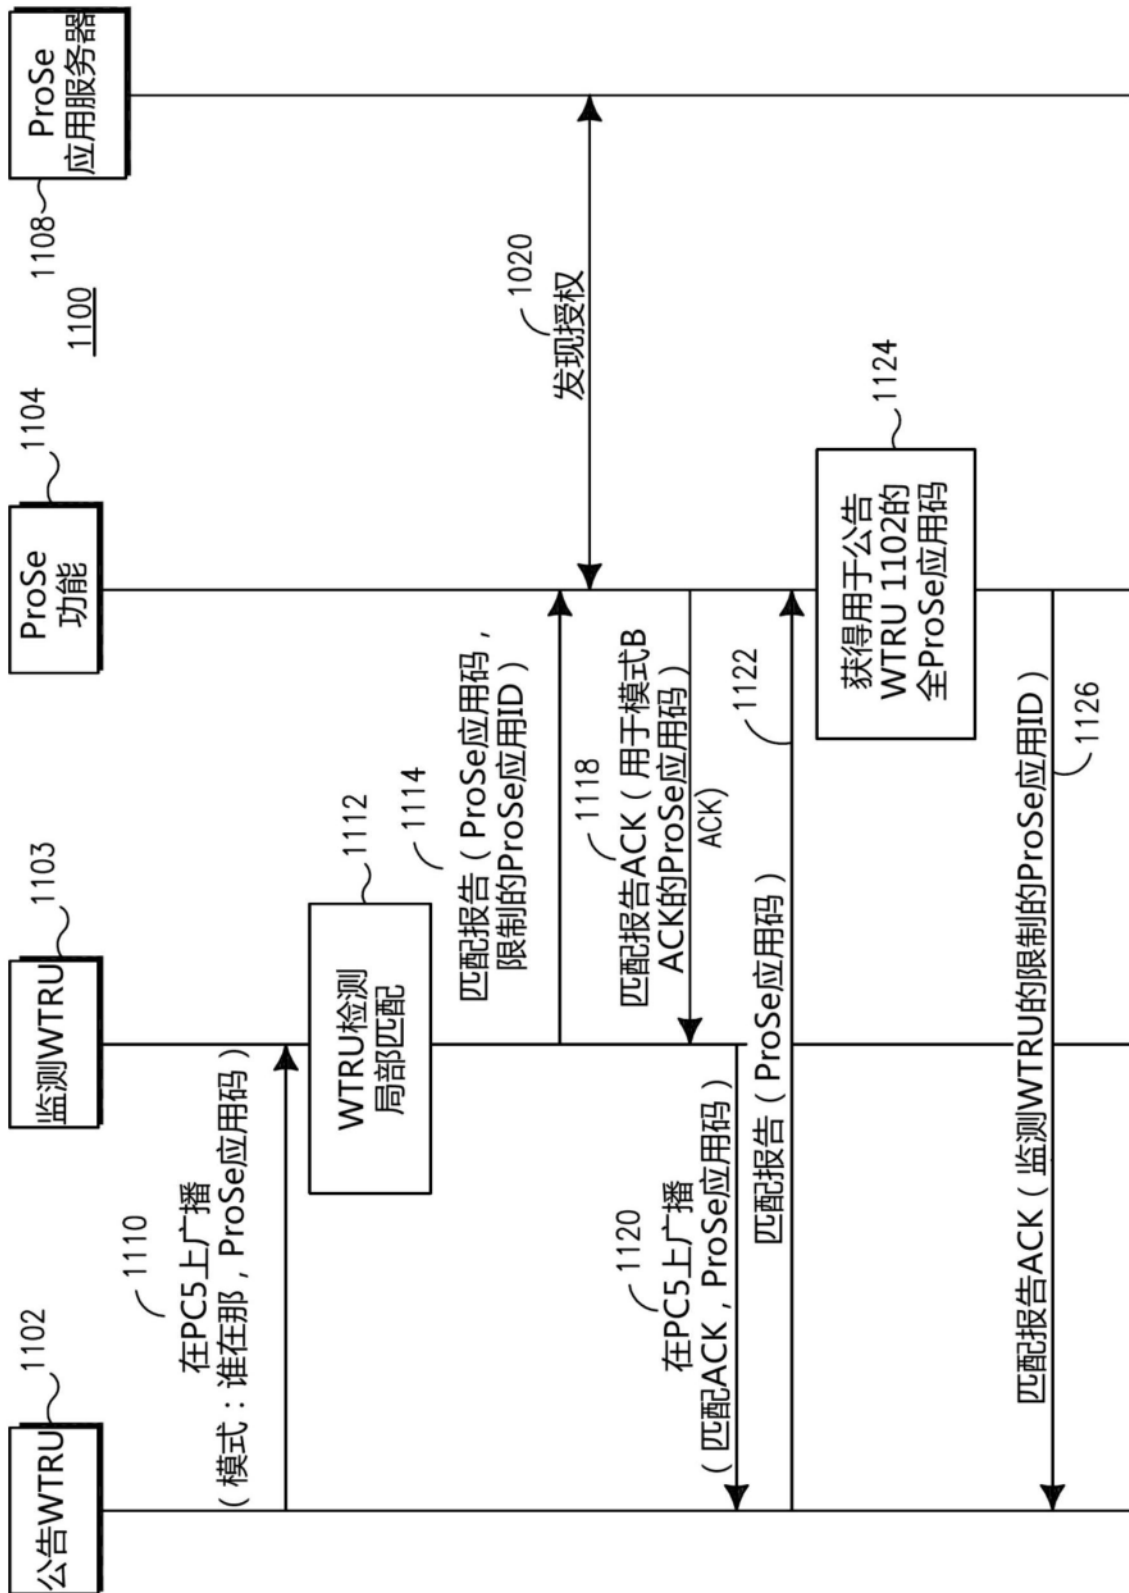 公告WTRU
1102
监测WTRU
1103
ProSe
功能
1104
1100
ProSe
应用服务器
1108
1110
在PC5上广播
（模式：谁在那，ProSe应用码）
WTRU检测
局部匹配
1112
1114
匹配报告（ProSe应用码，
限制的ProSe应用ID）
1020
发现授权
1118
匹配报告ACK（用于模式B
ACK的ProSe应用码）
ACK)
1120
在PC5上广播
（匹配ACK，ProSe应用码）
匹配报告（ProSe应用码）
1122
获得用于公告
WTRU 1102的
全ProSe应用码
1124
匹配报告ACK（监测WTRU的限制的ProSe应用ID）
1126